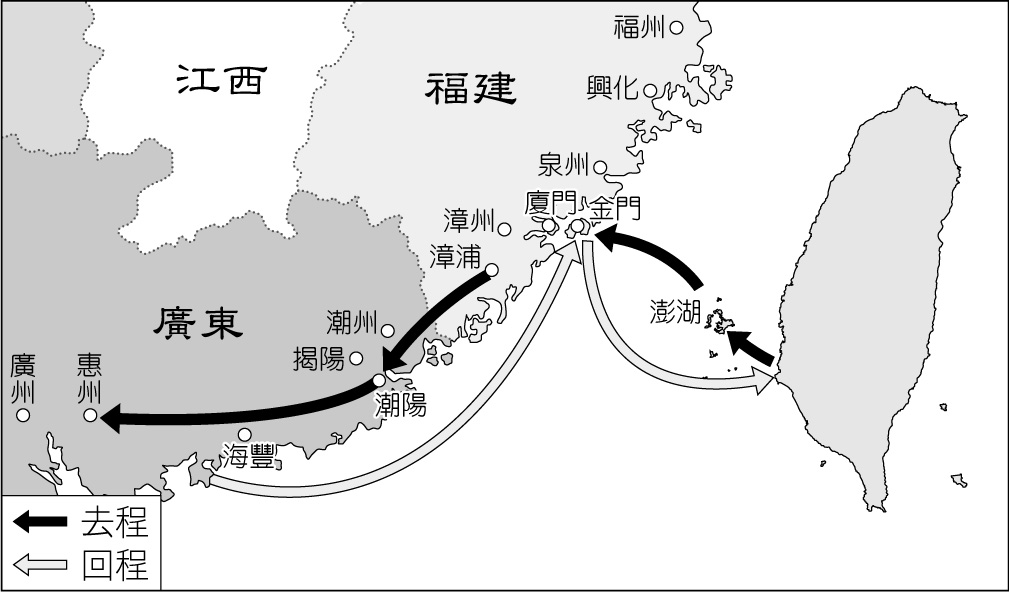 福州
江西
福建
興化
泉州
廈門
金門
漳州
漳浦
廣東
潮州
澎湖
揭陽
廣州
惠州
潮陽
海豐
去程
回程